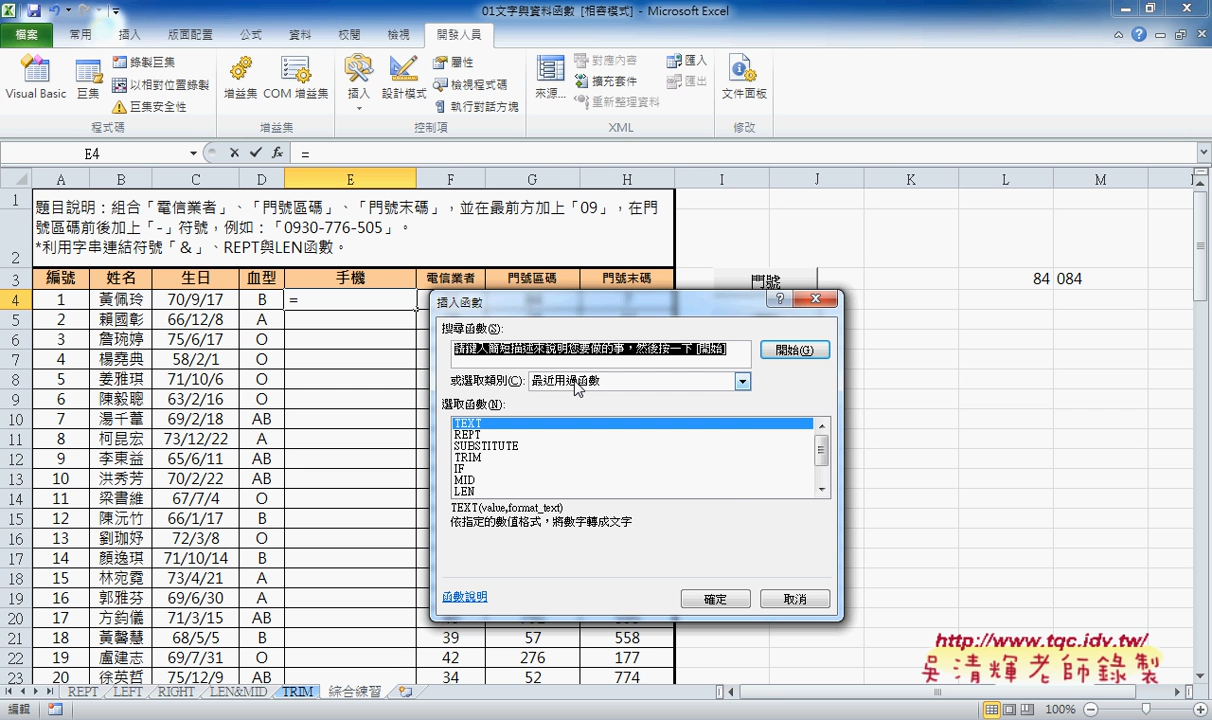 01文字與資料函數 [相容模式] - Microsoft Excel
檔案 常用 插入 版面配置 公式 資料 校閱 檢視 開發人員
Visual Basic 巨集 錄製巨集 以相對位置錄製 巨集安全性 程式碼
增益集 COM 增益集 增益集
插入 設計模式 屬性 檢視程式碼 執行對話方塊 控制項
來源... 對應內容 擴充套件 重新整理資料 匯入 匯出 XML
文件面板 修改
E4 fx =
A B C D E F G H I J K L M
題目說明：組合「電信業者」、「門號區碼」、「門號末碼」，並在最前方加上「09」，在門
號區碼前後加上「-」符號，例如：「0930-776-505」。
*利用字串連結符號「&」、REPT與LEN函數。
3 編號 姓名 生日 血型 手機 電信業者 門號區碼 門號末碼 門號 84 084
4 1 黃佩玲 70/9/17 B =
5 2 賴國彰 66/12/8 A
6 3 詹琬婷 75/6/17 O
7 4 楊堯典 58/2/1 O
8 5 姜雅琪 71/10/6 O
9 6 陳毅聰 63/2/16 O
10 7 湯千薰 69/2/18 AB
11 8 柯昆宏 73/12/22 A
12 9 李東益 65/6/11 AB
13 10 洪秀芳 70/2/22 AB
14 11 梁書維 67/7/4 O
15 12 陳沅竹 66/1/17 B
16 13 劉珈妤 72/3/8 O
17 14 顏逸琪 71/10/14 B
18 15 林宛霓 73/4/21 A
19 16 郭雅芬 69/6/30 A
20 17 方鈞儀 71/3/15 AB
21 18 黃馨慧 68/5/5 B 39 57 558
22 19 盧建志 69/7/31 O 42 276 177
23 20 徐英哲 75/12/9 AB 34 52 774
插入函數
搜尋函數(S):
請鍵入簡短描述來說明您要做的事，然後按一下 [開始]
開始(G)
或選取類別(C): 最近用過函數
選取函數(N):
TEXT
REPT
SUBSTITUTE
TRIM
IF
MID
LEN
TEXT(value,format_text)
依指定的數值格式，將數字轉成文字
函數說明 確定 取消
http://www.tqc.idv.tw/
吳清輝老師錄製
REPT LEFT RIGHT LEN&MID TRIM 綜合練習
編輯 100%